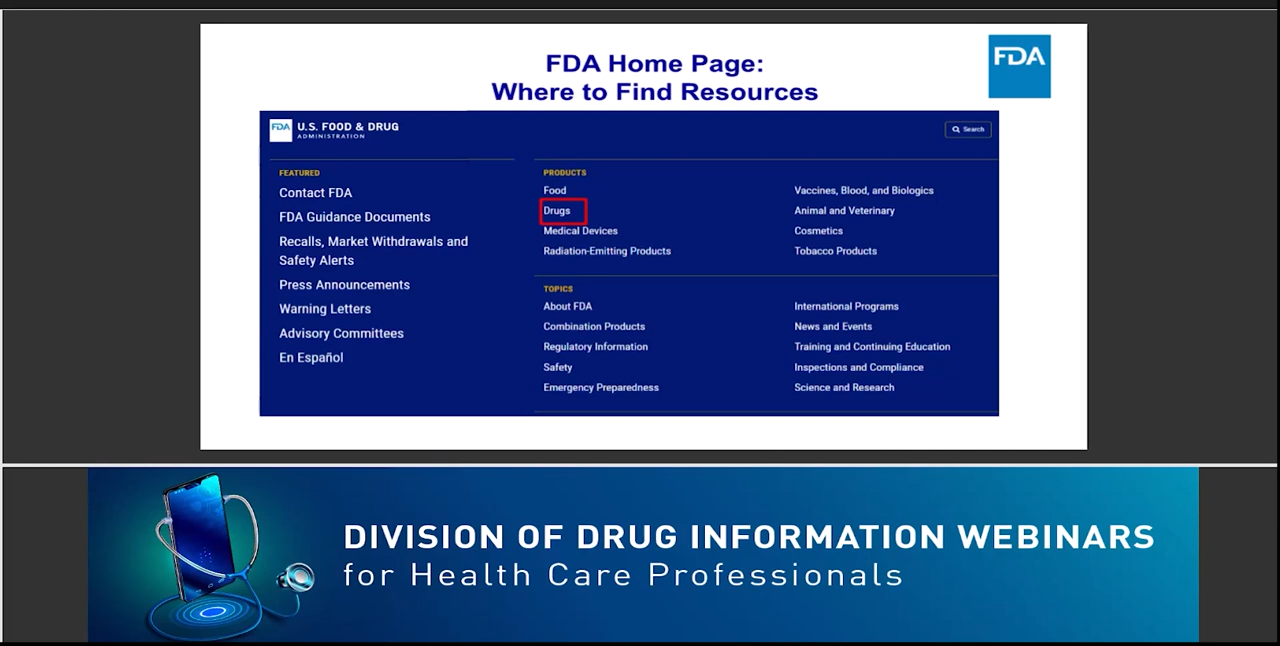 FDA Home Page:
Where to Find Resources
FDA
FDA U.S. FOOD & DRUG
ADMINISTRATION
Search
FEATURED
Contact FDA
FDA Guidance Documents
Recalls, Market Withdrawals and
Safety Alerts
Press Announcements
Warning Letters
Advisory Committees
En Español
PRODUCTS
Food
Drugs
Medical Devices
Radiation-Emitting Products
Vaccines, Blood, and Biologics
Animal and Veterinary
Cosmetics
Tobacco Products
TOPICS
About FDA
Combination Products
Regulatory Information
Safety
Emergency Preparedness
International Programs
News and Events
Training and Continuing Education
Inspections and Compliance
Science and Research
DIVISION OF DRUG INFORMATION WEBINARS
for Health Care Professionals